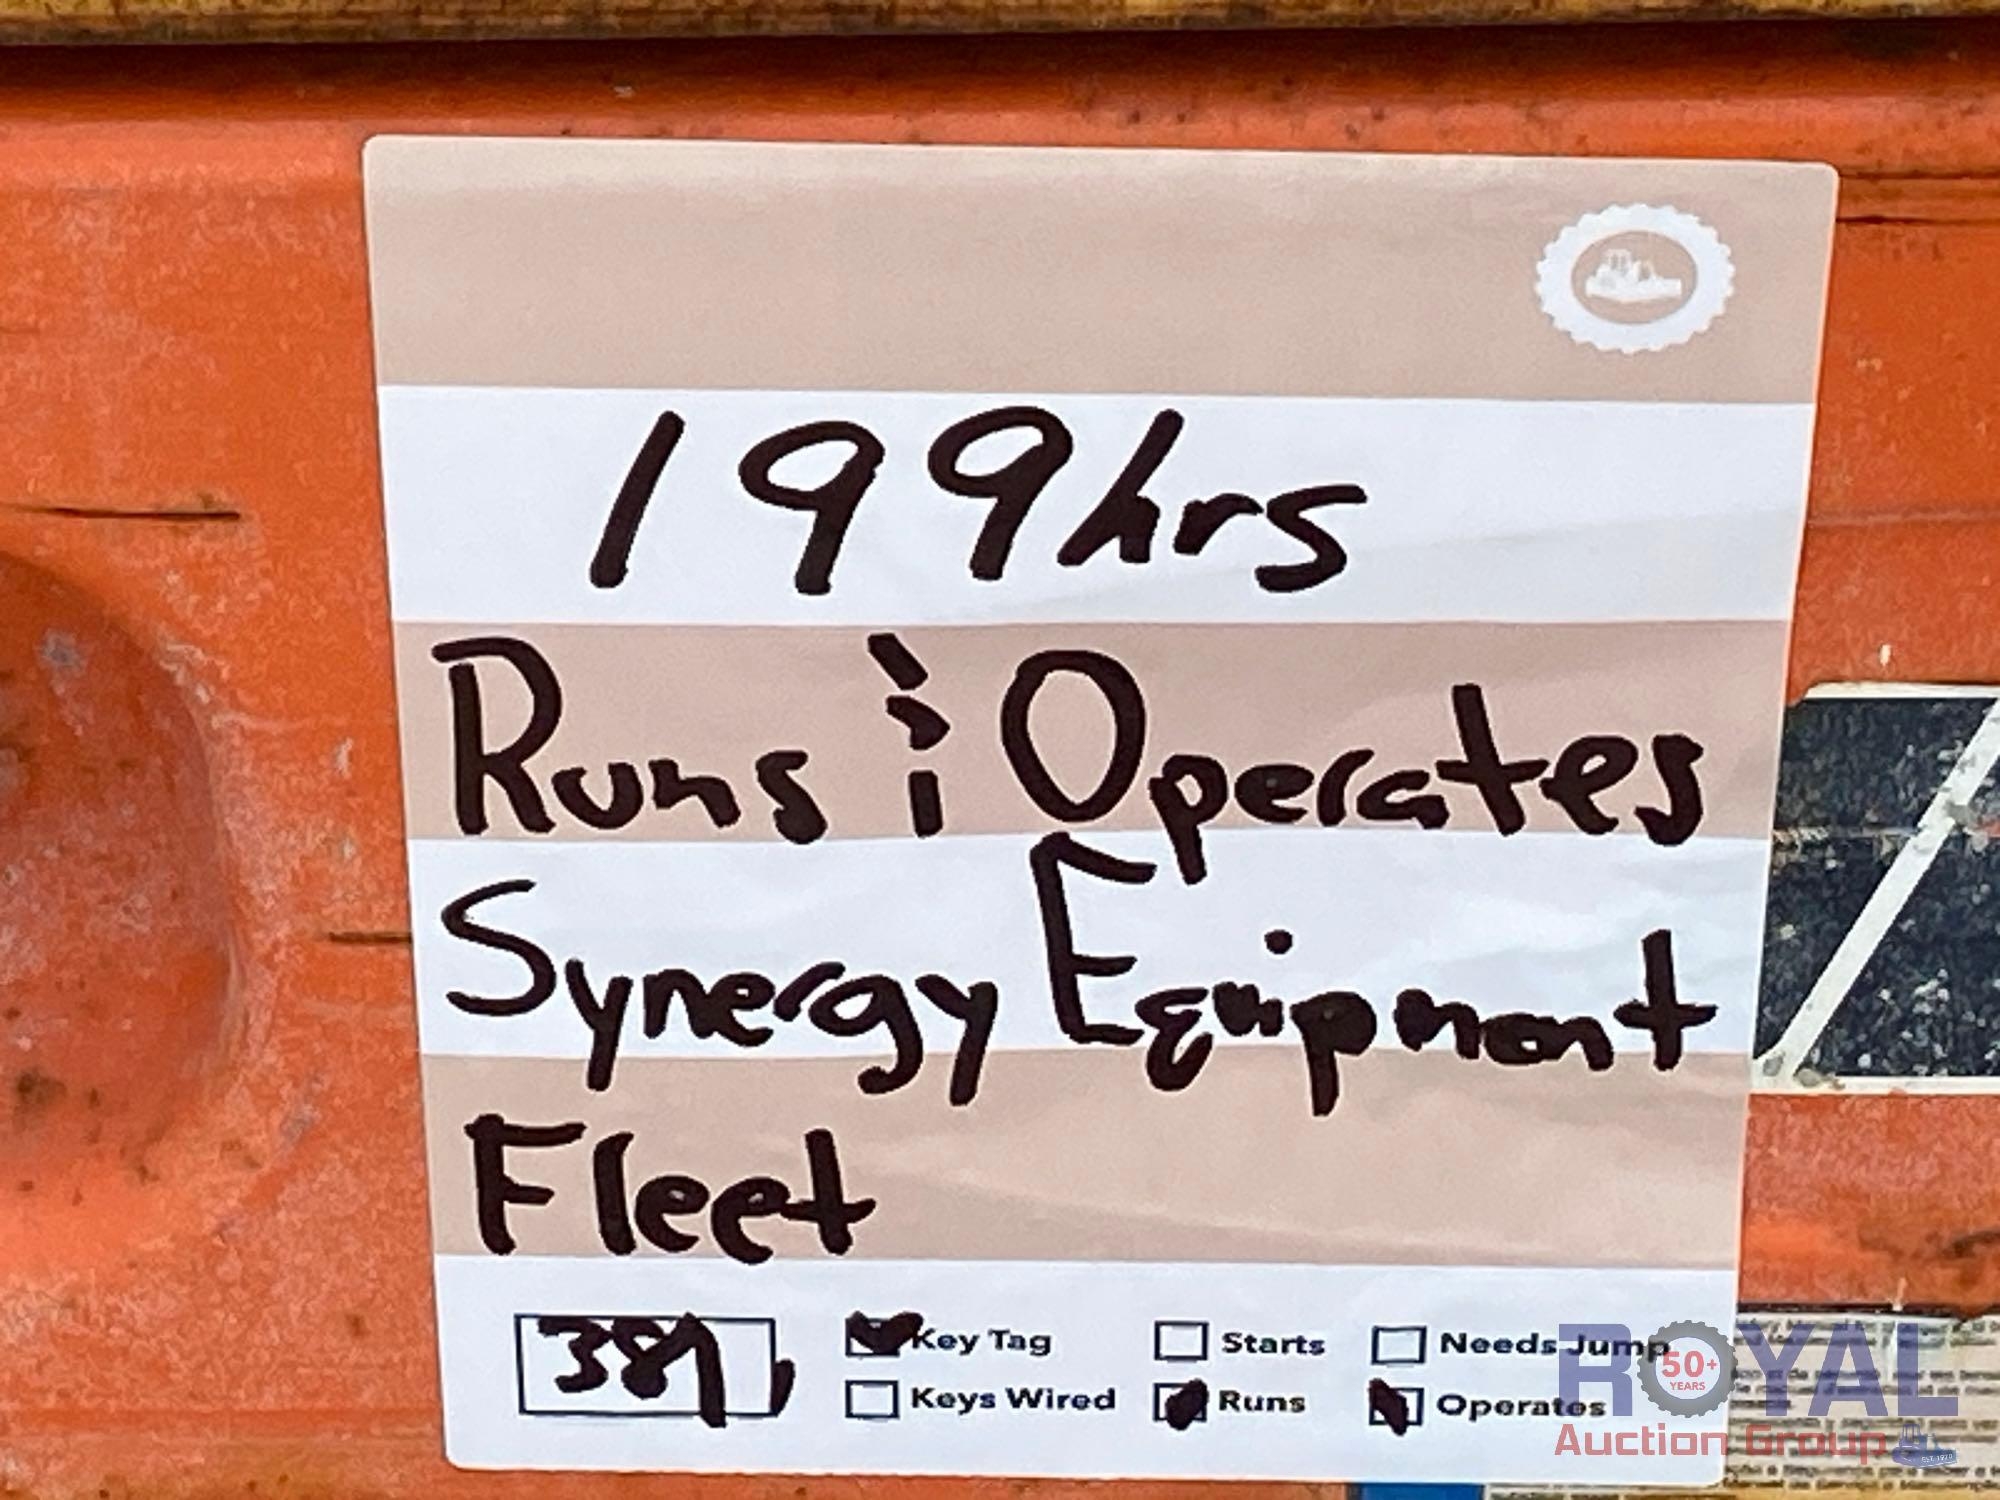 199hrs
Runs & Operates
Synergy Equipment
Fleet
Key Tag
Starts
Needs Jump
Keys Wired
Runs
Operates
ROYAL
50+
YEARS
Auction Group